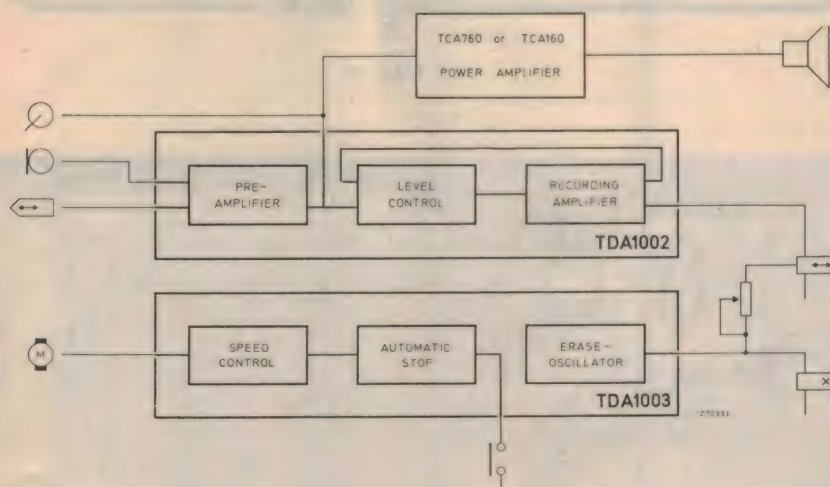 TCA760 or TCA160
POWER AMPLIFIER
PRE-
AMPLIFIER
LEVEL
CONTROL
RECORDING
AMPLIFIER
TDA1002
M
SPEED
CONTROL
AUTOMATIC
STOP
ERASE-
OSCILLATOR
TDA1003